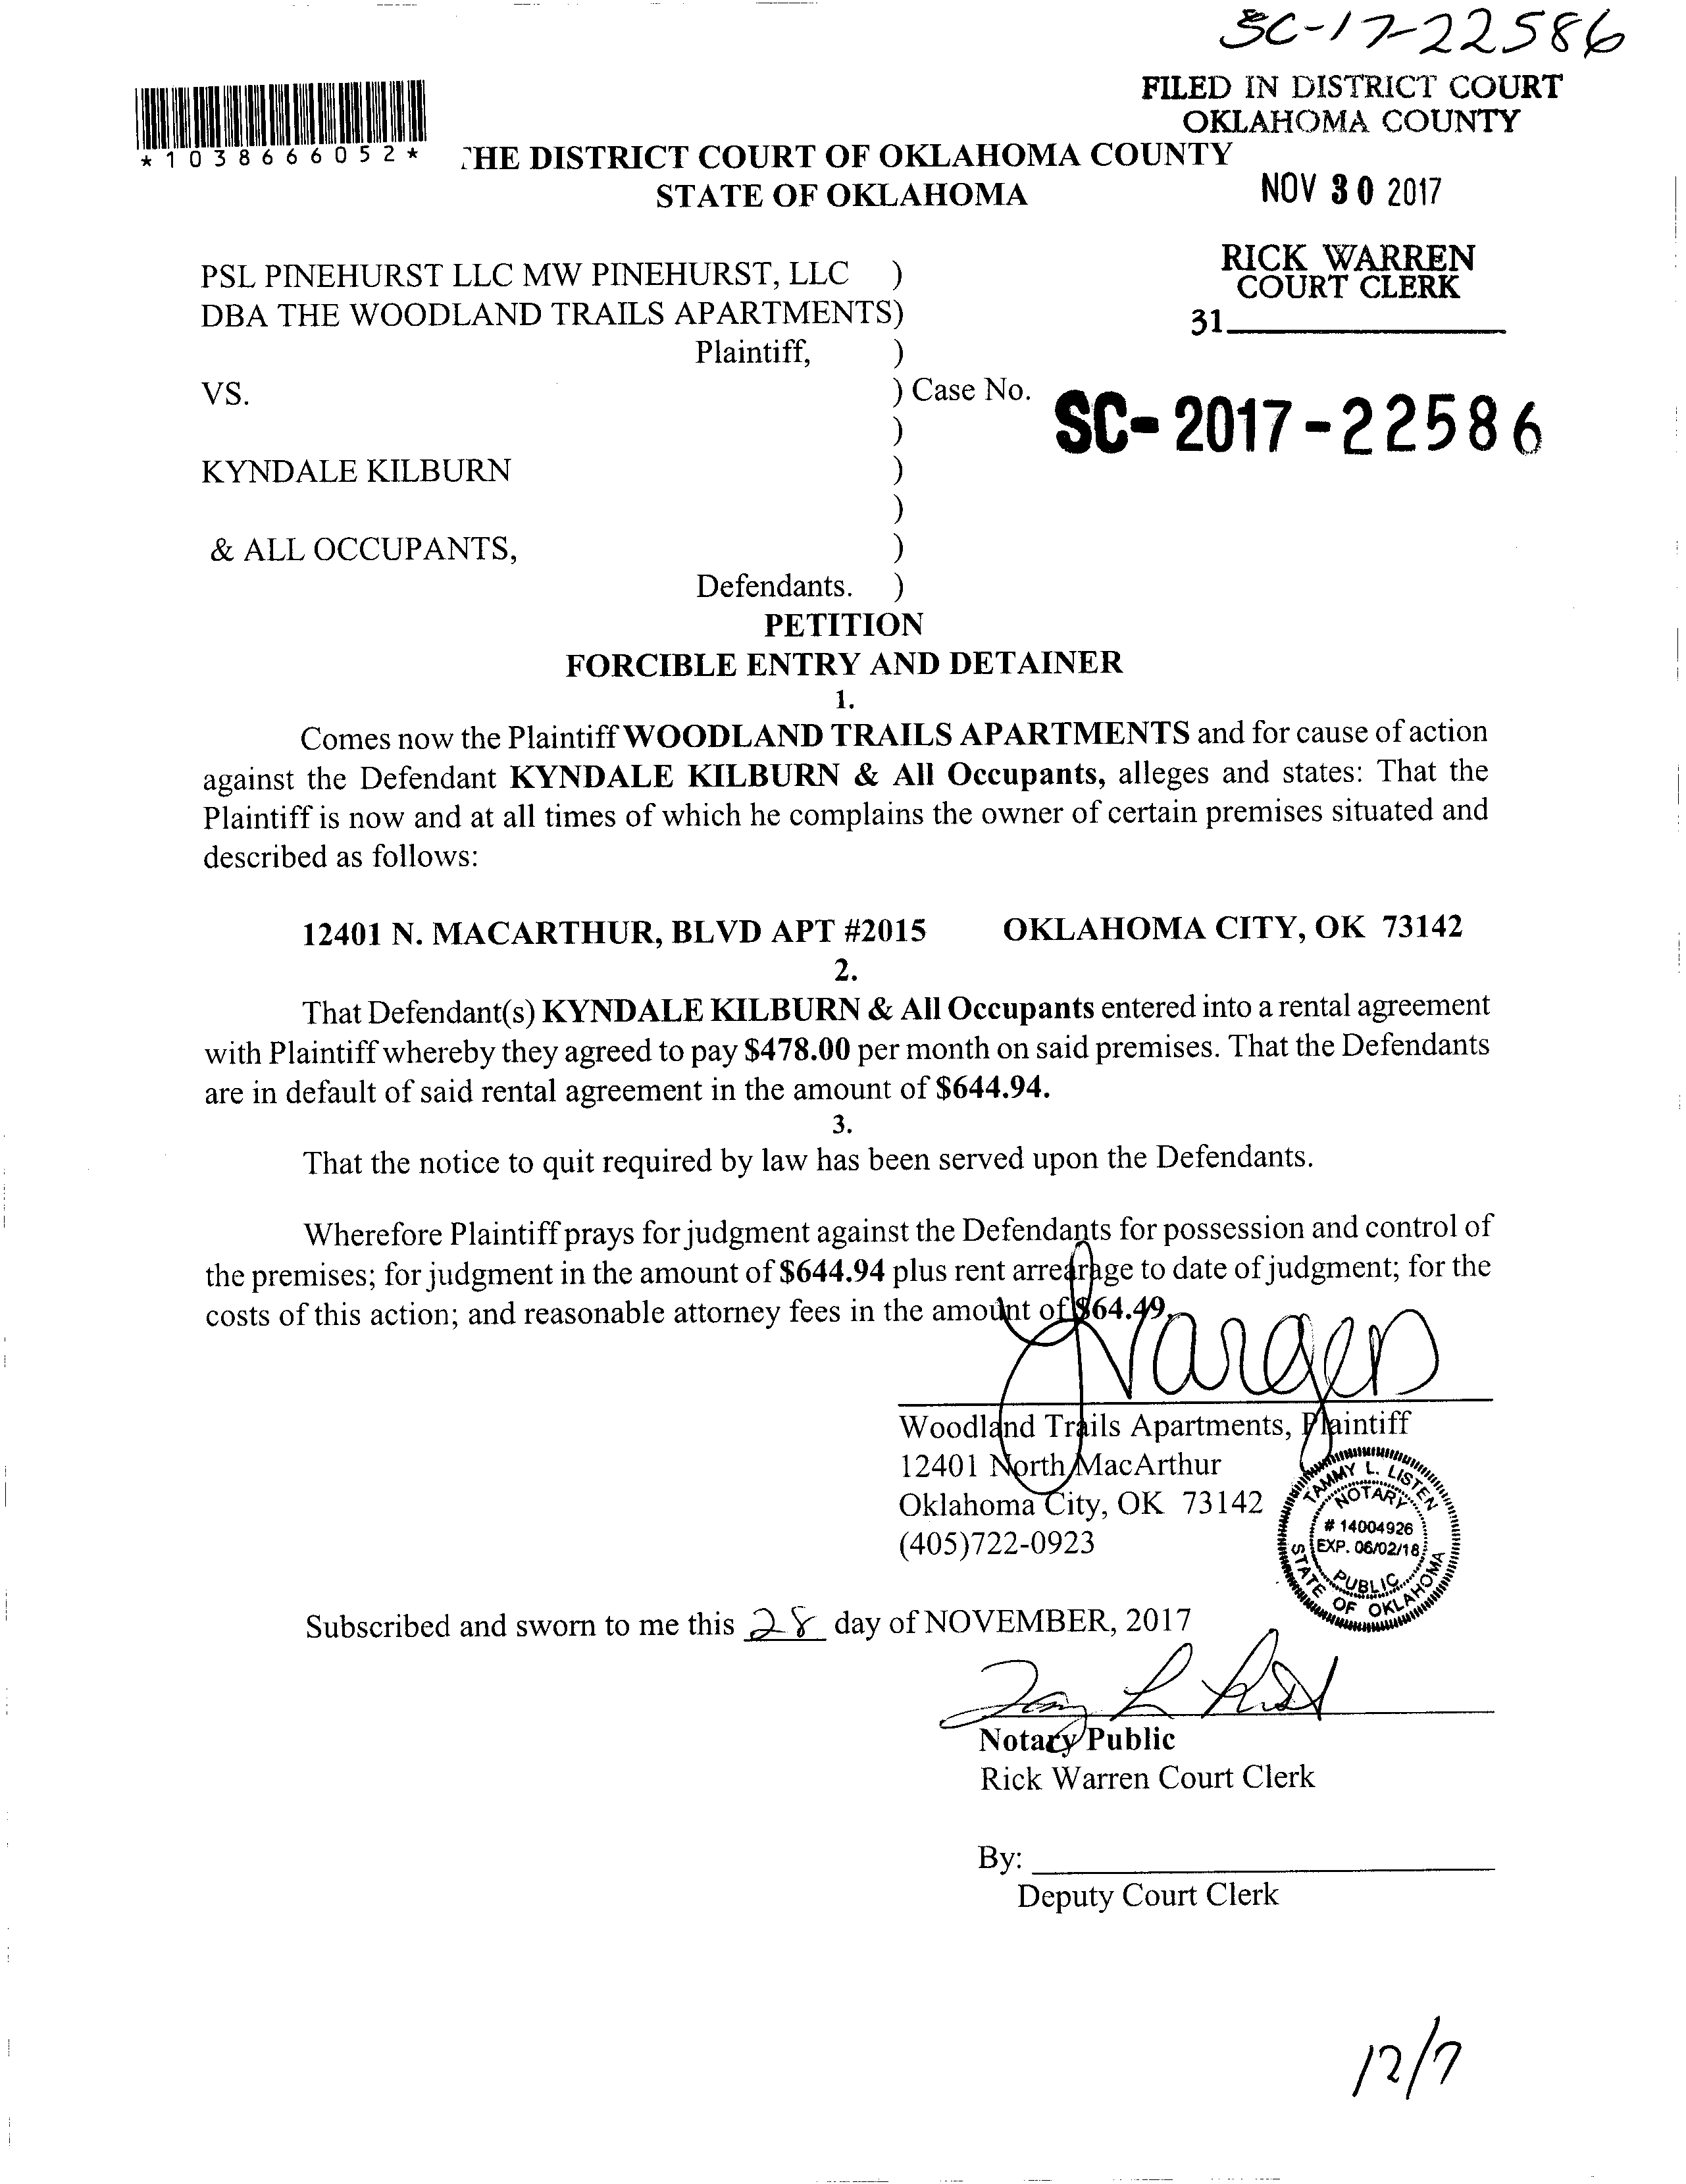 SC-17-22586
FILED IN DISTRICT COURT
OKLAHOMA COUNTY
*1038666052*
THE DISTRICT COURT OF OKLAHOMA COUNTY
STATE OF OKLAHOMA
NOV 30 2017
RICK WARREN
COURT CLERK
31
PSL PINEHURST LLC MW PINEHURST, LLC )
DBA THE WOODLAND TRAILS APARTMENTS)
Plaintiff, )
VS. ) Case No. SC-2017-22586
)
KYNDALE KILBURN )
)
& ALL OCCUPANTS, )
Defendants. )
PETITION
FORCIBLE ENTRY AND DETAINER
1.
Comes now the Plaintiff WOODLAND TRAILS APARTMENTS and for cause of action
against the Defendant KYNDALE KILBURN & All Occupants, alleges and states: That the
Plaintiff is now and at all times of which he complains the owner of certain premises situated and
described as follows:
12401 N. MACARTHUR, BLVD APT #2015 OKLAHOMA CITY, OK 73142
2.
That Defendant(s) KYNDALE KILBURN & All Occupants entered into a rental agreement
with Plaintiff whereby they agreed to pay $478.00 per month on said premises. That the Defendants
are in default of said rental agreement in the amount of $644.94.
3.
That the notice to quit required by law has been served upon the Defendants.
Wherefore Plaintiff prays for judgment against the Defendants for possession and control of
the premises; for judgment in the amount of $644.94 plus rent arrearage to date of judgment; for the
costs of this action; and reasonable attorney fees in the amount of $64.49.
Woodland Trails Apartments, Plaintiff
12401 North MacArthur
Oklahoma City, OK 73142
(405)722-0923
TAMMY L. LISTEN
NOTARY
# 14004926
EXP. 06/02/18
PUBLIC
STATE OF OKLAHOMA
Subscribed and sworn to me this 28 day of NOVEMBER, 2017
Notary Public
Rick Warren Court Clerk
By:
Deputy Court Clerk
12/7